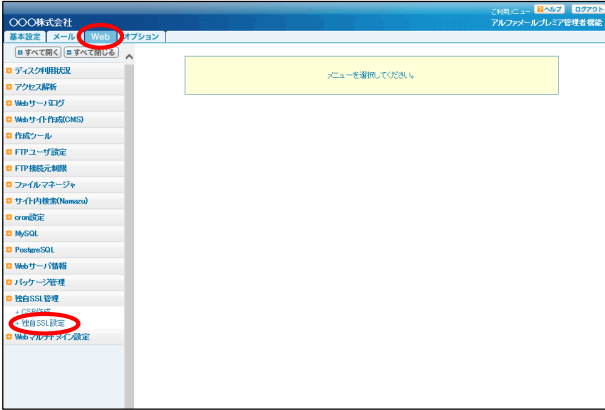 ご利用メニュー ?ヘルプ ログアウト
〇〇〇株式会社 アルファメールプレミア管理者機能
基本設定 メール Web オプション
すべて開く すべて閉じる
ディスク利用状況
メニューを選択してください。
アクセス解析
Webサーバログ
Webサイト作成(CMS)
作成ツール
FTPユーザ設定
FTP接続元制限
ファイルマネージャ
サイト内検索(Namazu)
cron設定
MySQL
PostgreSQL
Webサーバ情報
パッケージ管理
独自SSL管理
+ CSR作成
+ 独自SSL設定
Webマルチドメイン設定